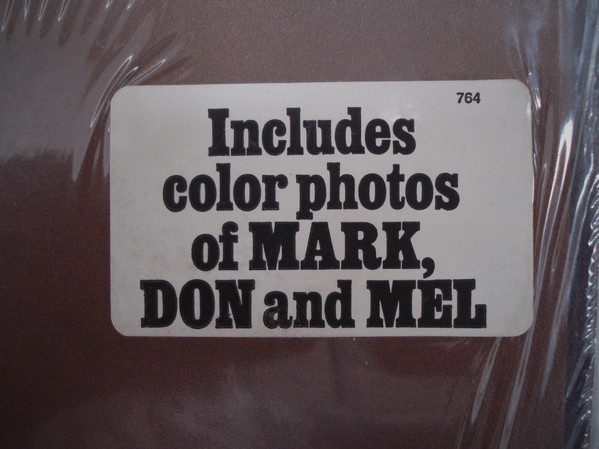 764
Includes
color photos
of MARK,
DON and MEL